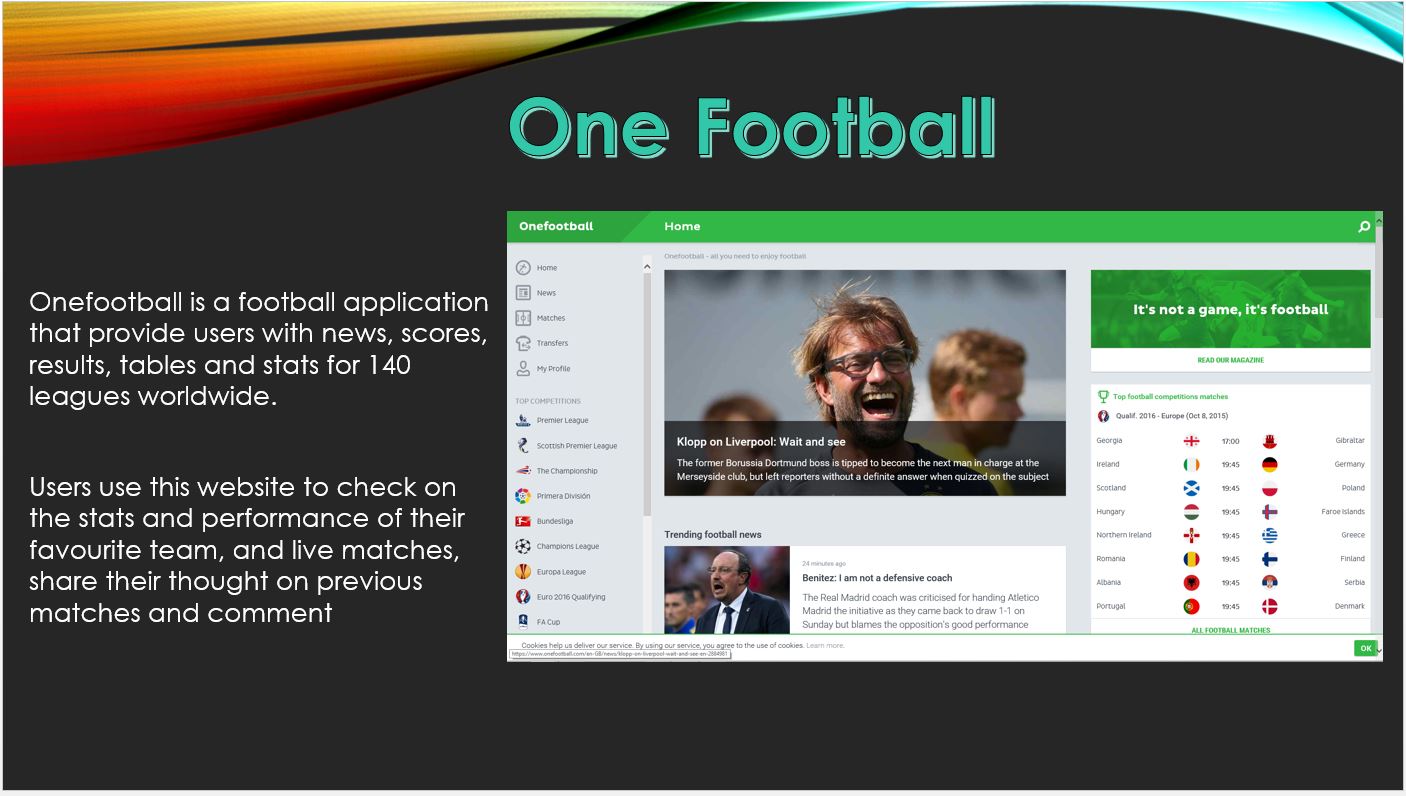 One Football
Onefootball is a football application
that provide users with news, scores,
results, tables and stats for 140
leagues worldwide.
Users use this website to check on
the stats and performance of their
favourite team, and live matches,
share their thought on previous
matches and comment
Onefootball
Home
Home
News
Matches
Transfers
My Profile
TOP COMPETITIONS
Premier League
Scottish Premier League
The Championship
Primera División
Bundesliga
Champions League
Europa League
Euro 2016 Qualifying
FA Cup
Onefootball - all you need to enjoy football
Klopp on Liverpool: Wait and see
The former Borussia Dortmund boss is tipped to become the next man in charge at the
Merseyside club, but left reporters without a definite answer when quizzed on the subject
Trending football news
24 minutes ago
Benitez: I am not a defensive coach
The Real Madrid coach was criticised for handing Atletico
Madrid the initiative as they came back to draw 1-1 on
Sunday but blames the opposition's good performance
It's not a game, it's football
READ OUR MAGAZINE
Top football competitions matches
Qualif. 2016 - Europe (Oct 8, 2015)
Georgia 17:00 Gibraltar
Ireland 19:45 Germany
Scotland 19:45 Poland
Hungary 19:45 Faroe Islands
Northern Ireland 19:45 Greece
Romania 19:45 Finland
Albania 19:45 Serbia
Portugal 19:45 Denmark
ALL FOOTBALL MATCHES
Cookies help us deliver our service. By using our service, you agree to the use of cookies. Learn more.
OK
https://www.onefootball.com/en-GB/news/klopp-on-liverpool-wait-and-see-en-2884981